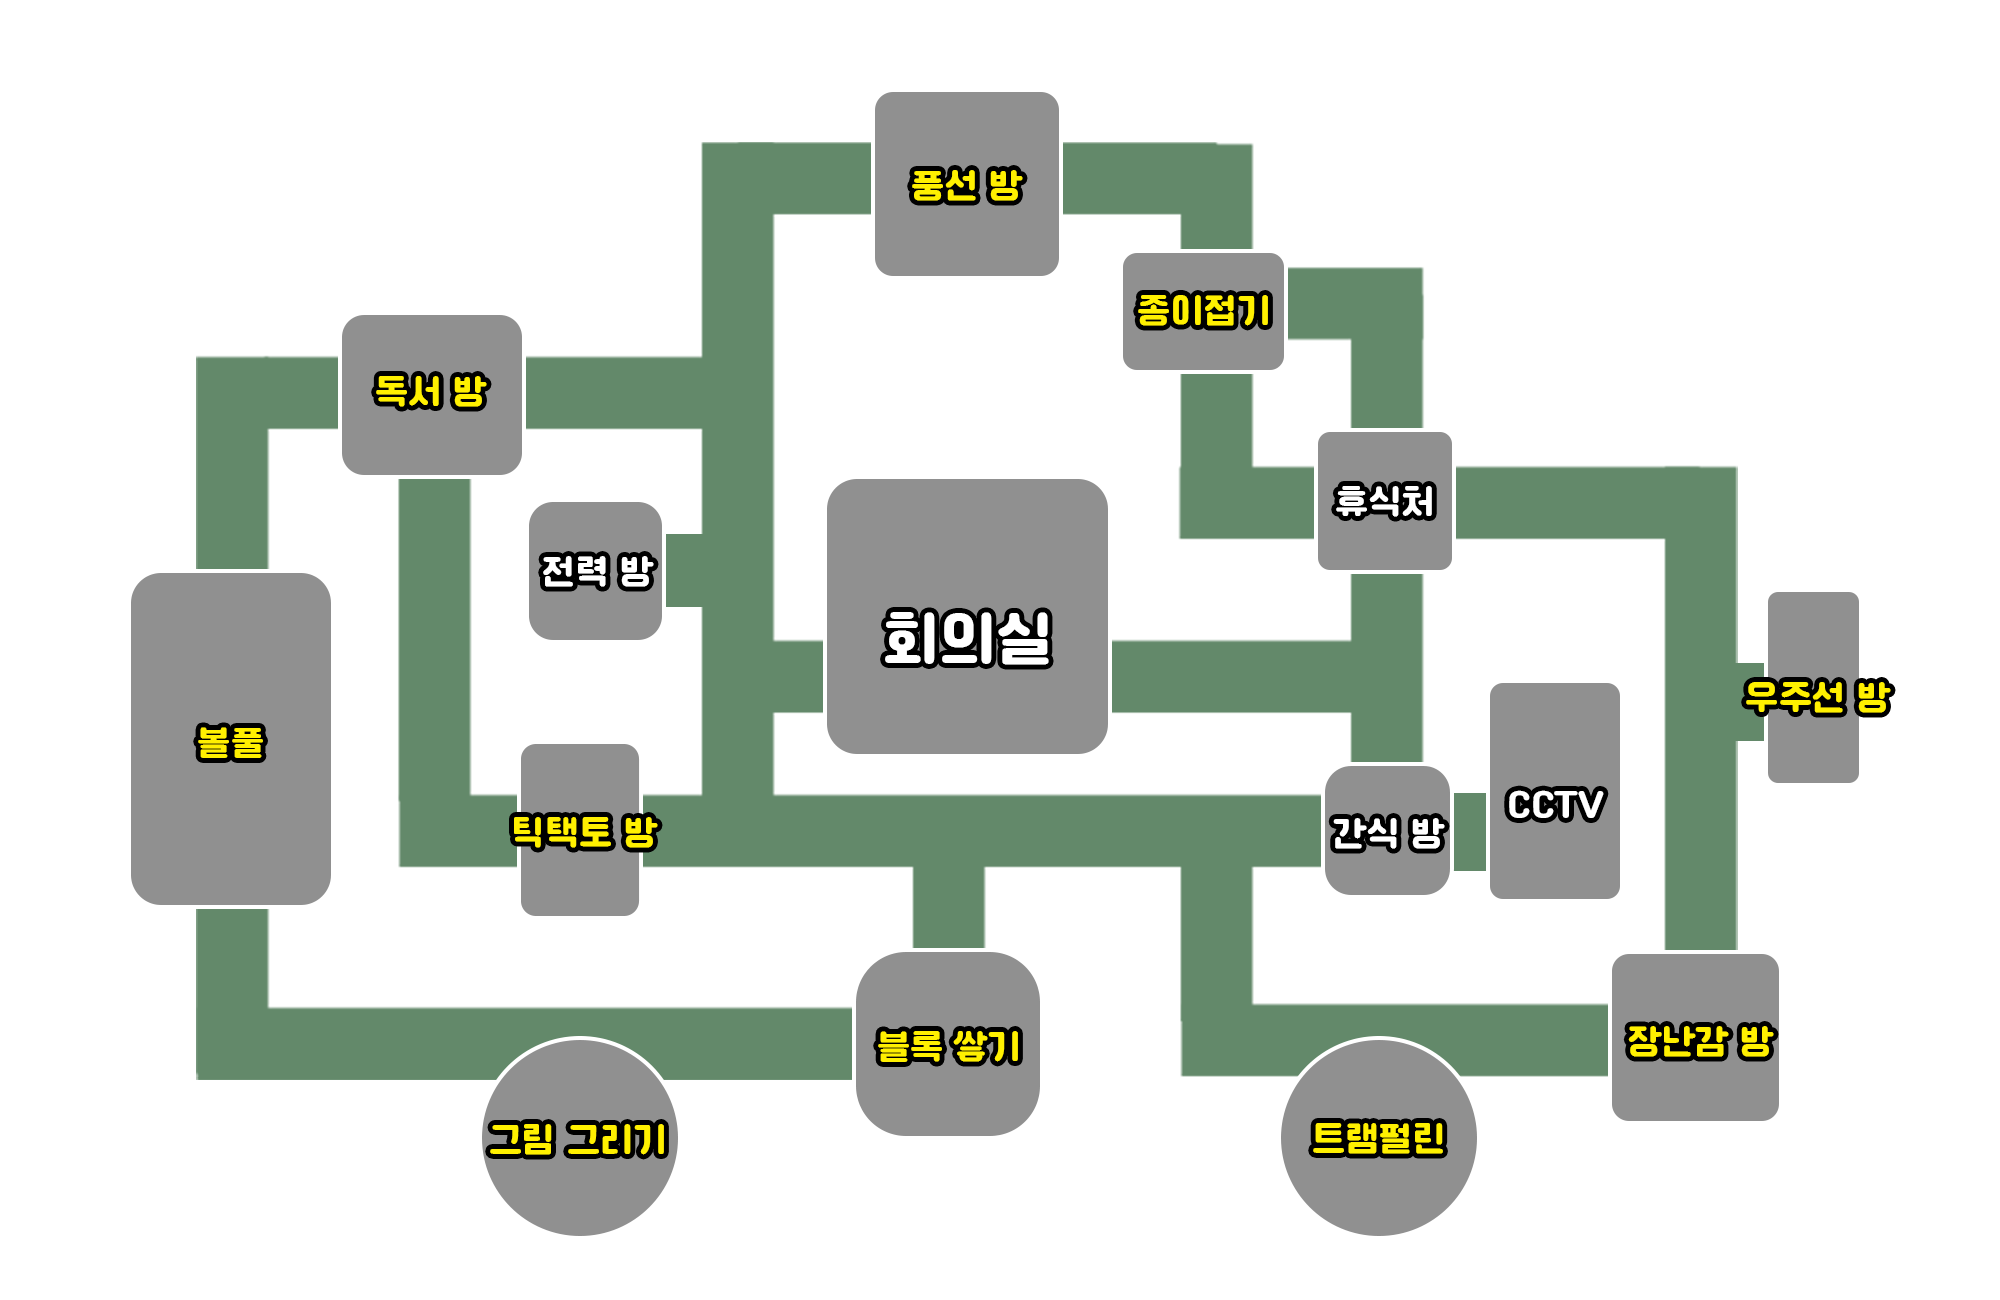 풍선 방
종이접기
독서 방
휴식처
전력 방
회의실
우주선 방
볼풀
CCTV
틱택토 방
간식 방
블록 쌓기
장난감 방
그림 그리기
트램펄린